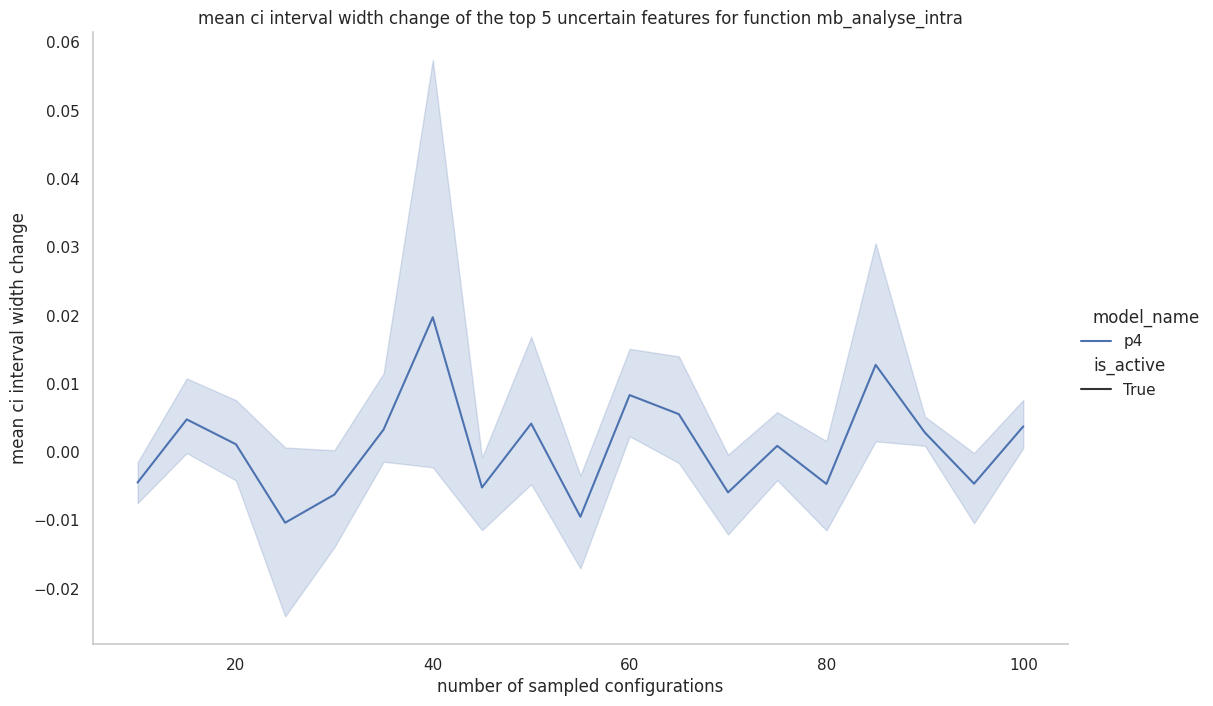 mean ci interval width change of the top 5 uncertain features for function mb_analyse_intra
mean ci interval width change
0.06
0.05
0.04
0.03
0.02
0.01
0.00
−0.01
−0.02
20
40
60
80
100
number of sampled configurations
model_name
p4
is_active
True